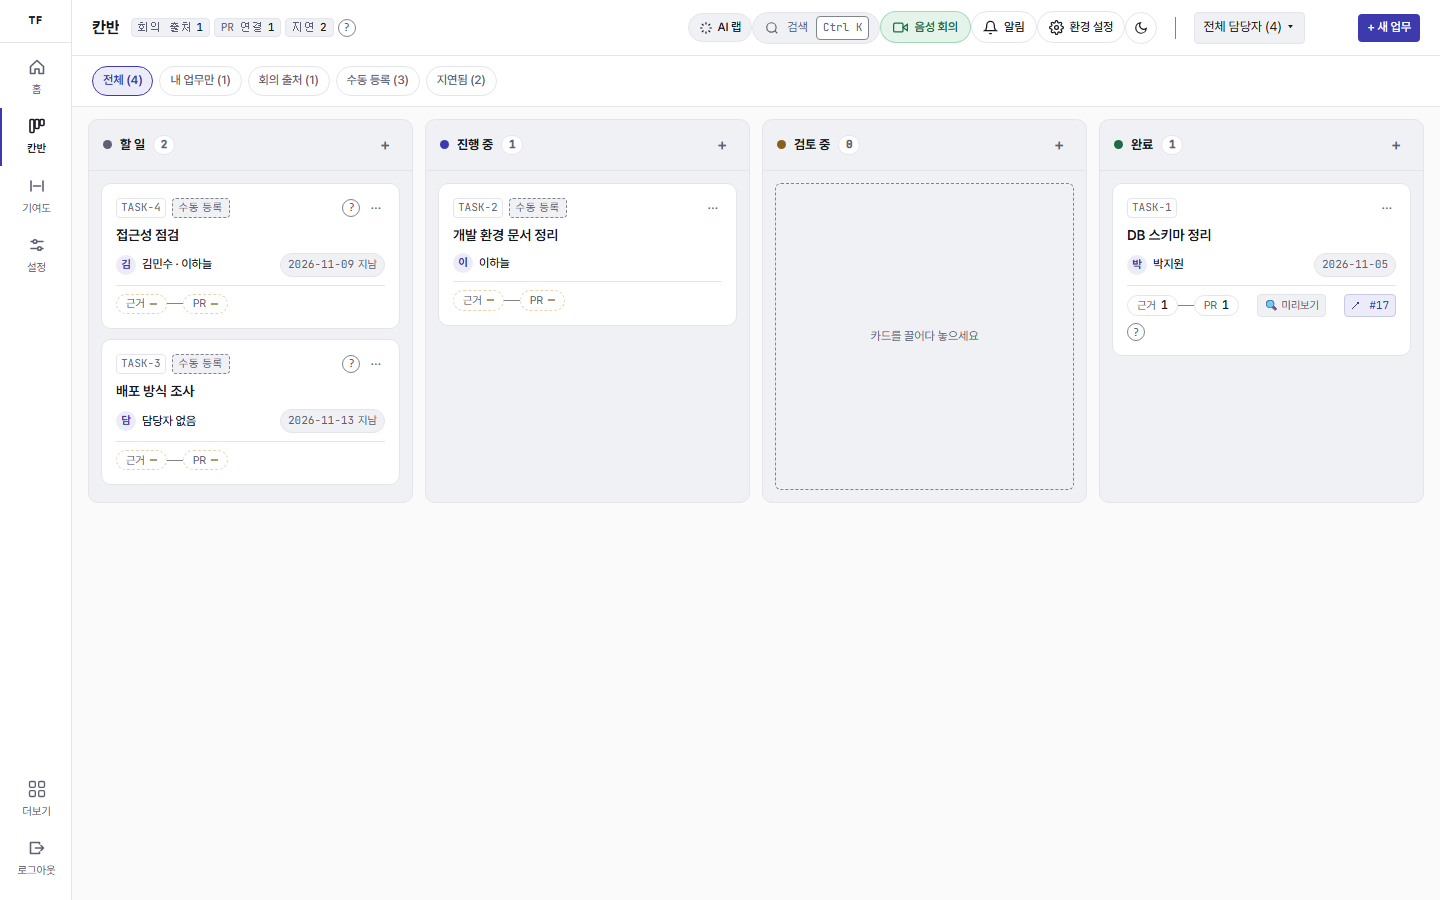 TF
홈
칸반
기여도
설정
더보기
로그아웃
칸반 회의 출처 1 PR 연결 1 지연 2 ?
AI 랩 검색 Ctrl K 음성 회의 알림 환경 설정 전체 담당자 (4) + 새 업무
전체 (4) 내 업무만 (1) 회의 출처 (1) 수동 등록 (3) 지연됨 (2)
할 일 2 +
TASK-4 수동 등록 ? ···
접근성 점검
김 김민수 · 이하늘 2026-11-09 지남
근거 — PR —
TASK-3 수동 등록 ? ···
배포 방식 조사
담 담당자 없음 2026-11-13 지남
근거 — PR —
진행 중 1 +
TASK-2 수동 등록 ···
개발 환경 문서 정리
이 이하늘
근거 — PR —
검토 중 0 +
카드를 끌어다 놓으세요
완료 1 +
TASK-1 ···
DB 스키마 정리
박 박지원 2026-11-05
근거 1 PR 1 미리보기 #17
?